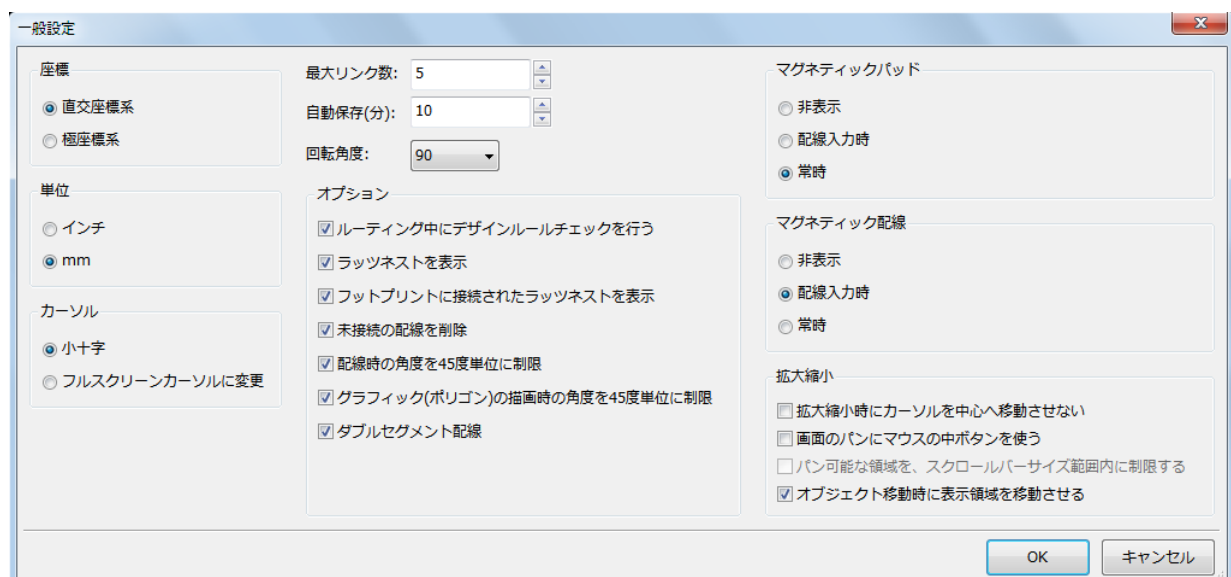 一般設定
座標
直交座標系
極座標系
単位
インチ
mm
カーソル
小十字
フルスクリーンカーソルに変更
最大リンク数: 5
自動保存(分): 10
回転角度: 90
オプション
ルーティング中にデザインルールチェックを行う
ラッツネストを表示
フットプリントに接続されたラッツネストを表示
未接続の配線を削除
配線時の角度を45度単位に制限
グラフィック(ポリゴン)の描画時の角度を45度単位に制限
ダブルセグメント配線
マグネティックパッド
非表示
配線入力時
常時
マグネティック配線
非表示
配線入力時
常時
拡大縮小
拡大縮小時にカーソルを中心へ移動させない
画面のパンにマウスの中ボタンを使う
パン可能な領域を、スクロールバーサイズ範囲内に制限する
オブジェクト移動時に表示領域を移動させる
OK
キャンセル